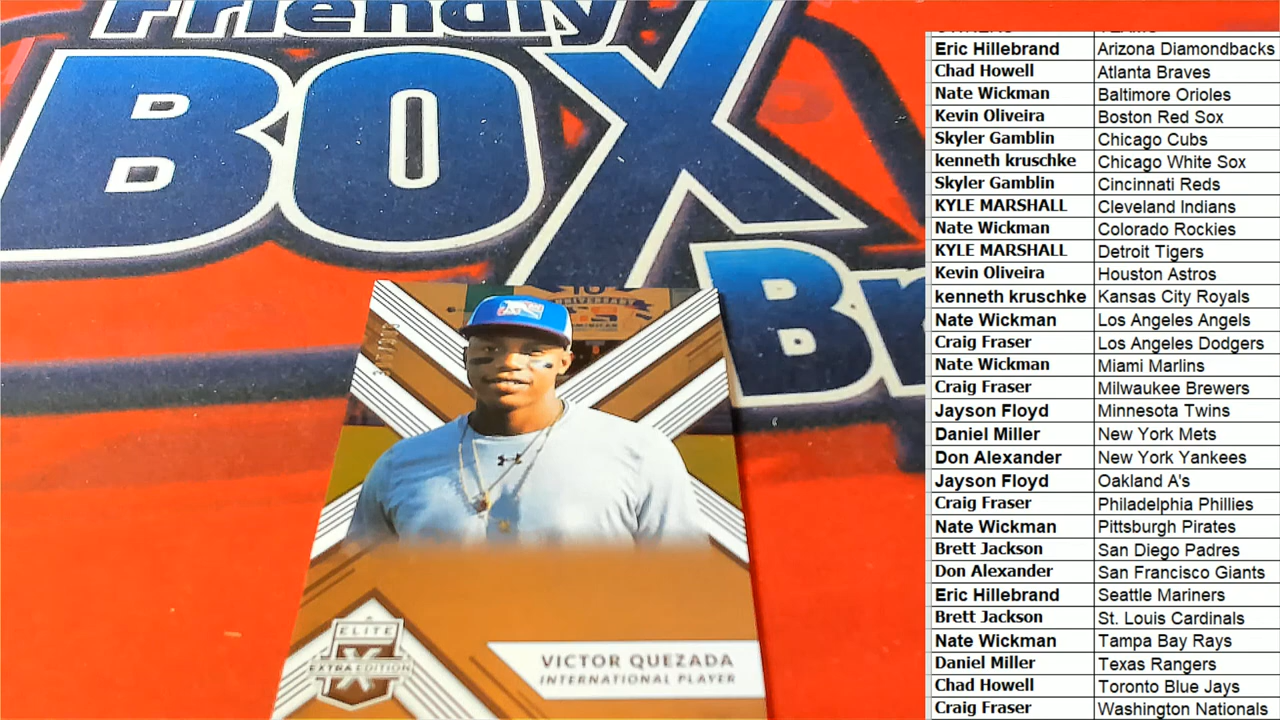 Friendly
BOX
Br
10
ANNIVERSARY
ELITE
EXTRA EDITION
X
VICTOR QUEZADA
INTERNATIONAL PLAYER
Eric Hillebrand Arizona Diamondbacks
Chad Howell Atlanta Braves
Nate Wickman Baltimore Orioles
Kevin Oliveira Boston Red Sox
Skyler Gamblin Chicago Cubs
kenneth kruschke Chicago White Sox
Skyler Gamblin Cincinnati Reds
KYLE MARSHALL Cleveland Indians
Nate Wickman Colorado Rockies
KYLE MARSHALL Detroit Tigers
Kevin Oliveira Houston Astros
kenneth kruschke Kansas City Royals
Nate Wickman Los Angeles Angels
Craig Fraser Los Angeles Dodgers
Nate Wickman Miami Marlins
Craig Fraser Milwaukee Brewers
Jayson Floyd Minnesota Twins
Daniel Miller New York Mets
Don Alexander New York Yankees
Jayson Floyd Oakland A's
Craig Fraser Philadelphia Phillies
Nate Wickman Pittsburgh Pirates
Brett Jackson San Diego Padres
Don Alexander San Francisco Giants
Eric Hillebrand Seattle Mariners
Brett Jackson St. Louis Cardinals
Nate Wickman Tampa Bay Rays
Daniel Miller Texas Rangers
Chad Howell Toronto Blue Jays
Craig Fraser Washington Nationals